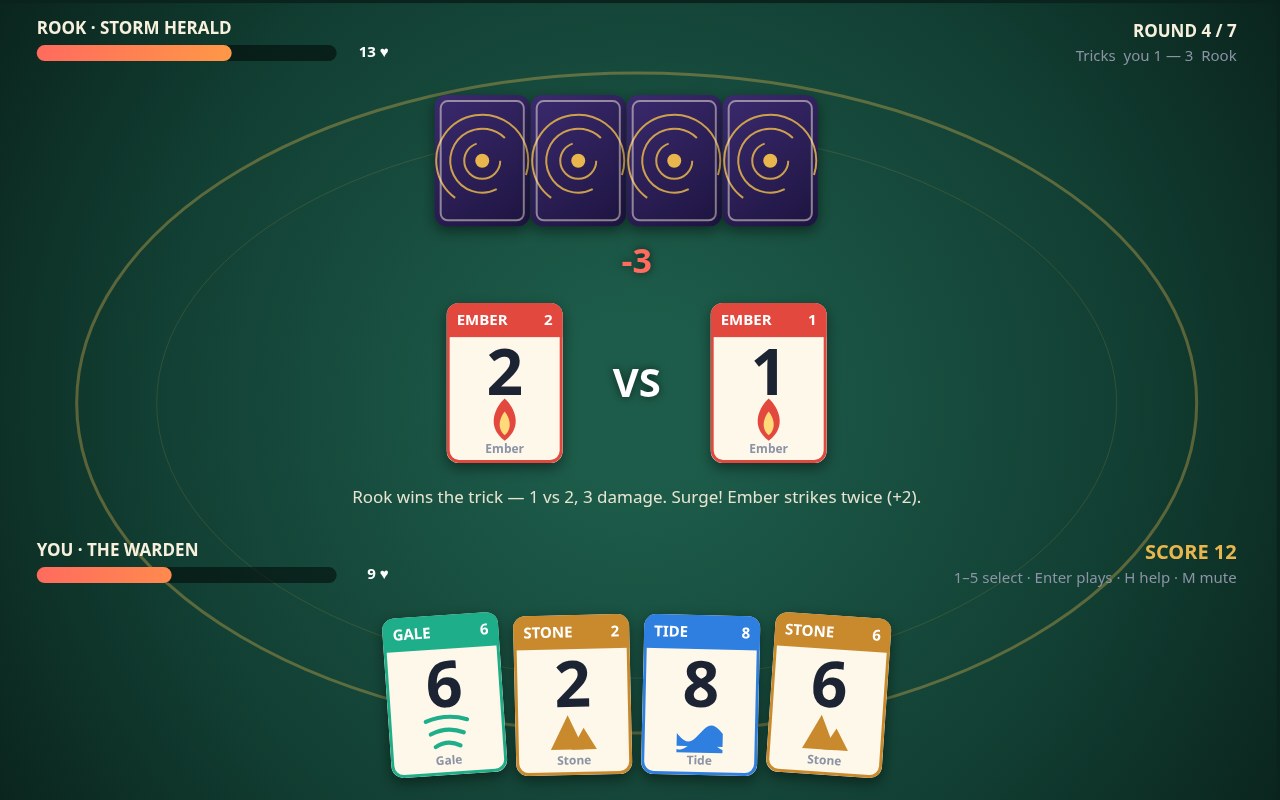 ROOK · STORM HERALD
13 ♥
ROUND 4 / 7
Tricks you 1 — 3 Rook
-3
EMBER 2
2
Ember
VS
EMBER 1
1
Ember
Rook wins the trick — 1 vs 2, 3 damage. Surge! Ember strikes twice (+2).
YOU · THE WARDEN
9 ♥
SCORE 12
1–5 select · Enter plays · H help · M mute
GALE 6
6
Gale
STONE 2
2
Stone
TIDE 8
8
Tide
STONE 6
6
Stone